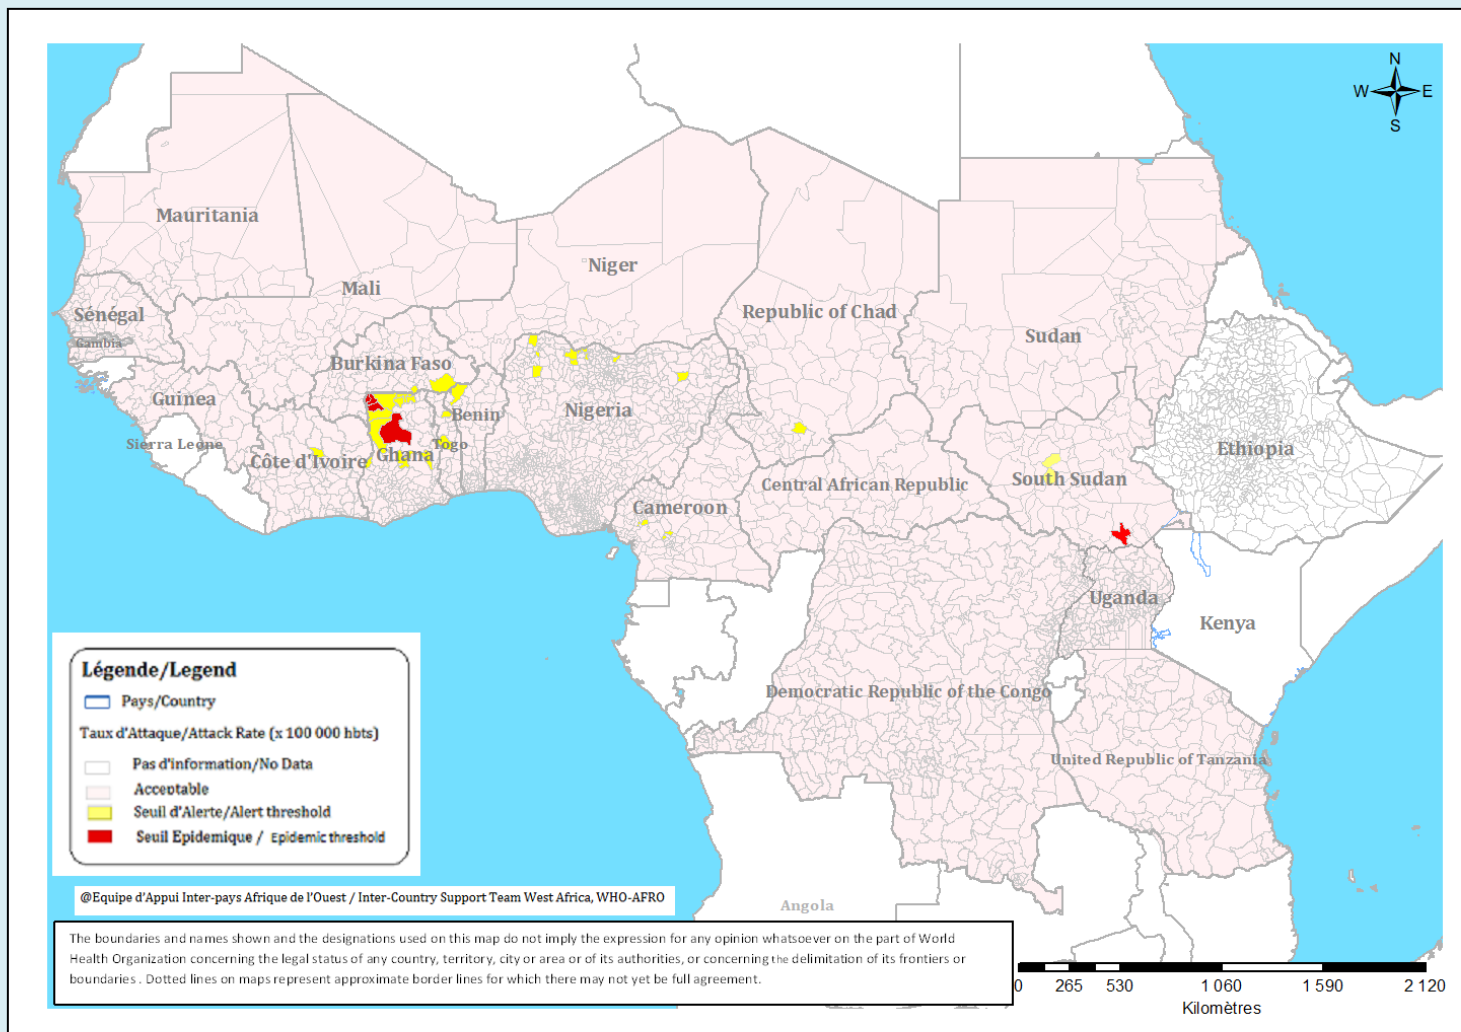 N
W E
S
Mauritania
Mali
Niger
Republic of Chad
Sudan
Sénégal
Gambia
Burkina Faso
Guinea
Benin
Nigeria
Sierra Leone
Togo
Côte d'Ivoire
Ghana
Ethiopia
South Sudan
Central African Republic
Cameroon
Uganda
Kenya
Democratic Republic of the Congo
United Republic of Tanzania
Angola
Légende/Legend
Pays/Country
Taux d'Attaque/Attack Rate (x 100 000 hbts)
Pas d'information/No Data
Acceptable
Seuil d'Alerte/Alert threshold
Seuil Epidemique / Epidemic threshold
@Equipe d'Appui Inter-pays Afrique de l'Ouest / Inter-Country Support Team West Africa, WHO-AFRO
The boundaries and names shown and the designations used on this map do not imply the expression for any opinion whatsoever on the part of World
Health Organization concerning the legal status of any country, territory, city or area or of its authorities, or concerning the delimitation of its frontiers or
boundaries . Dotted lines on maps represent approximate border lines for which there may not yet be full agreement.
0 265 530 1 060 1 590 2 120
Kilomètres